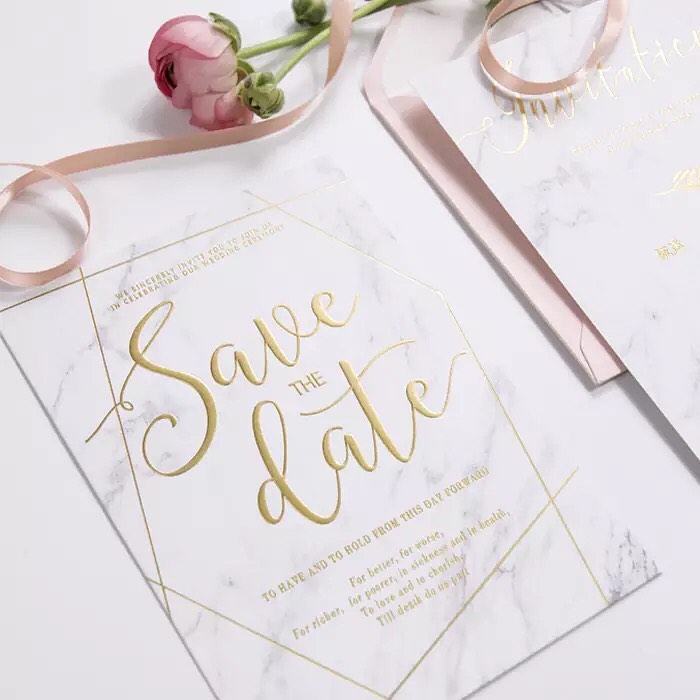 WE SINCERELY INVITE YOU TO JOIN US
IN CELEBRATING OUR WEDDING CEREMONY
Save
THE
date
TO HAVE AND TO HOLD FROM THIS DAY FORWARD
For better, for worse,
For richer, for poorer, in sickness and in health,
To love and to cherish,
Till death do us part
Invitation